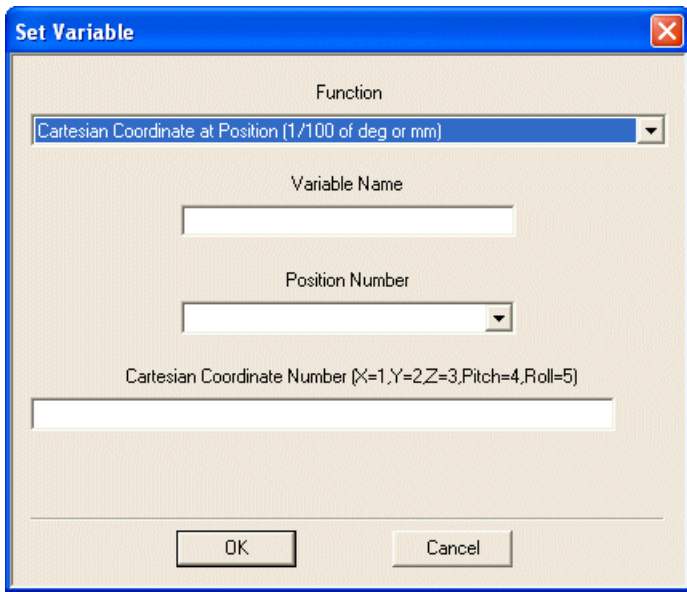 Set Variable
Function
Cartesian Coordinate at Position (1/100 of deg or mm)
Variable Name
Position Number
Cartesian Coordinate Number (X=1,Y=2,Z=3,Pitch=4,Roll=5)
OK Cancel